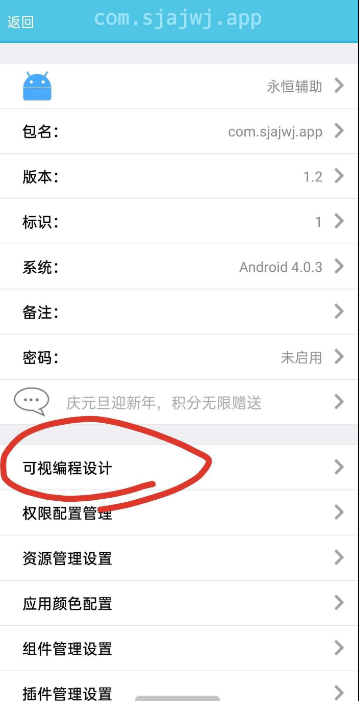 返回
com.sjajwj.app
永恒辅助
包名： com.sjajwj.app
版本： 1.2
标识： 1
系统： Android 4.0.3
备注：
密码： 未启用
庆元旦迎新年，积分无限赠送
可视编程设计
权限配置管理
资源管理设置
应用颜色配置
组件管理设置
插件管理设置